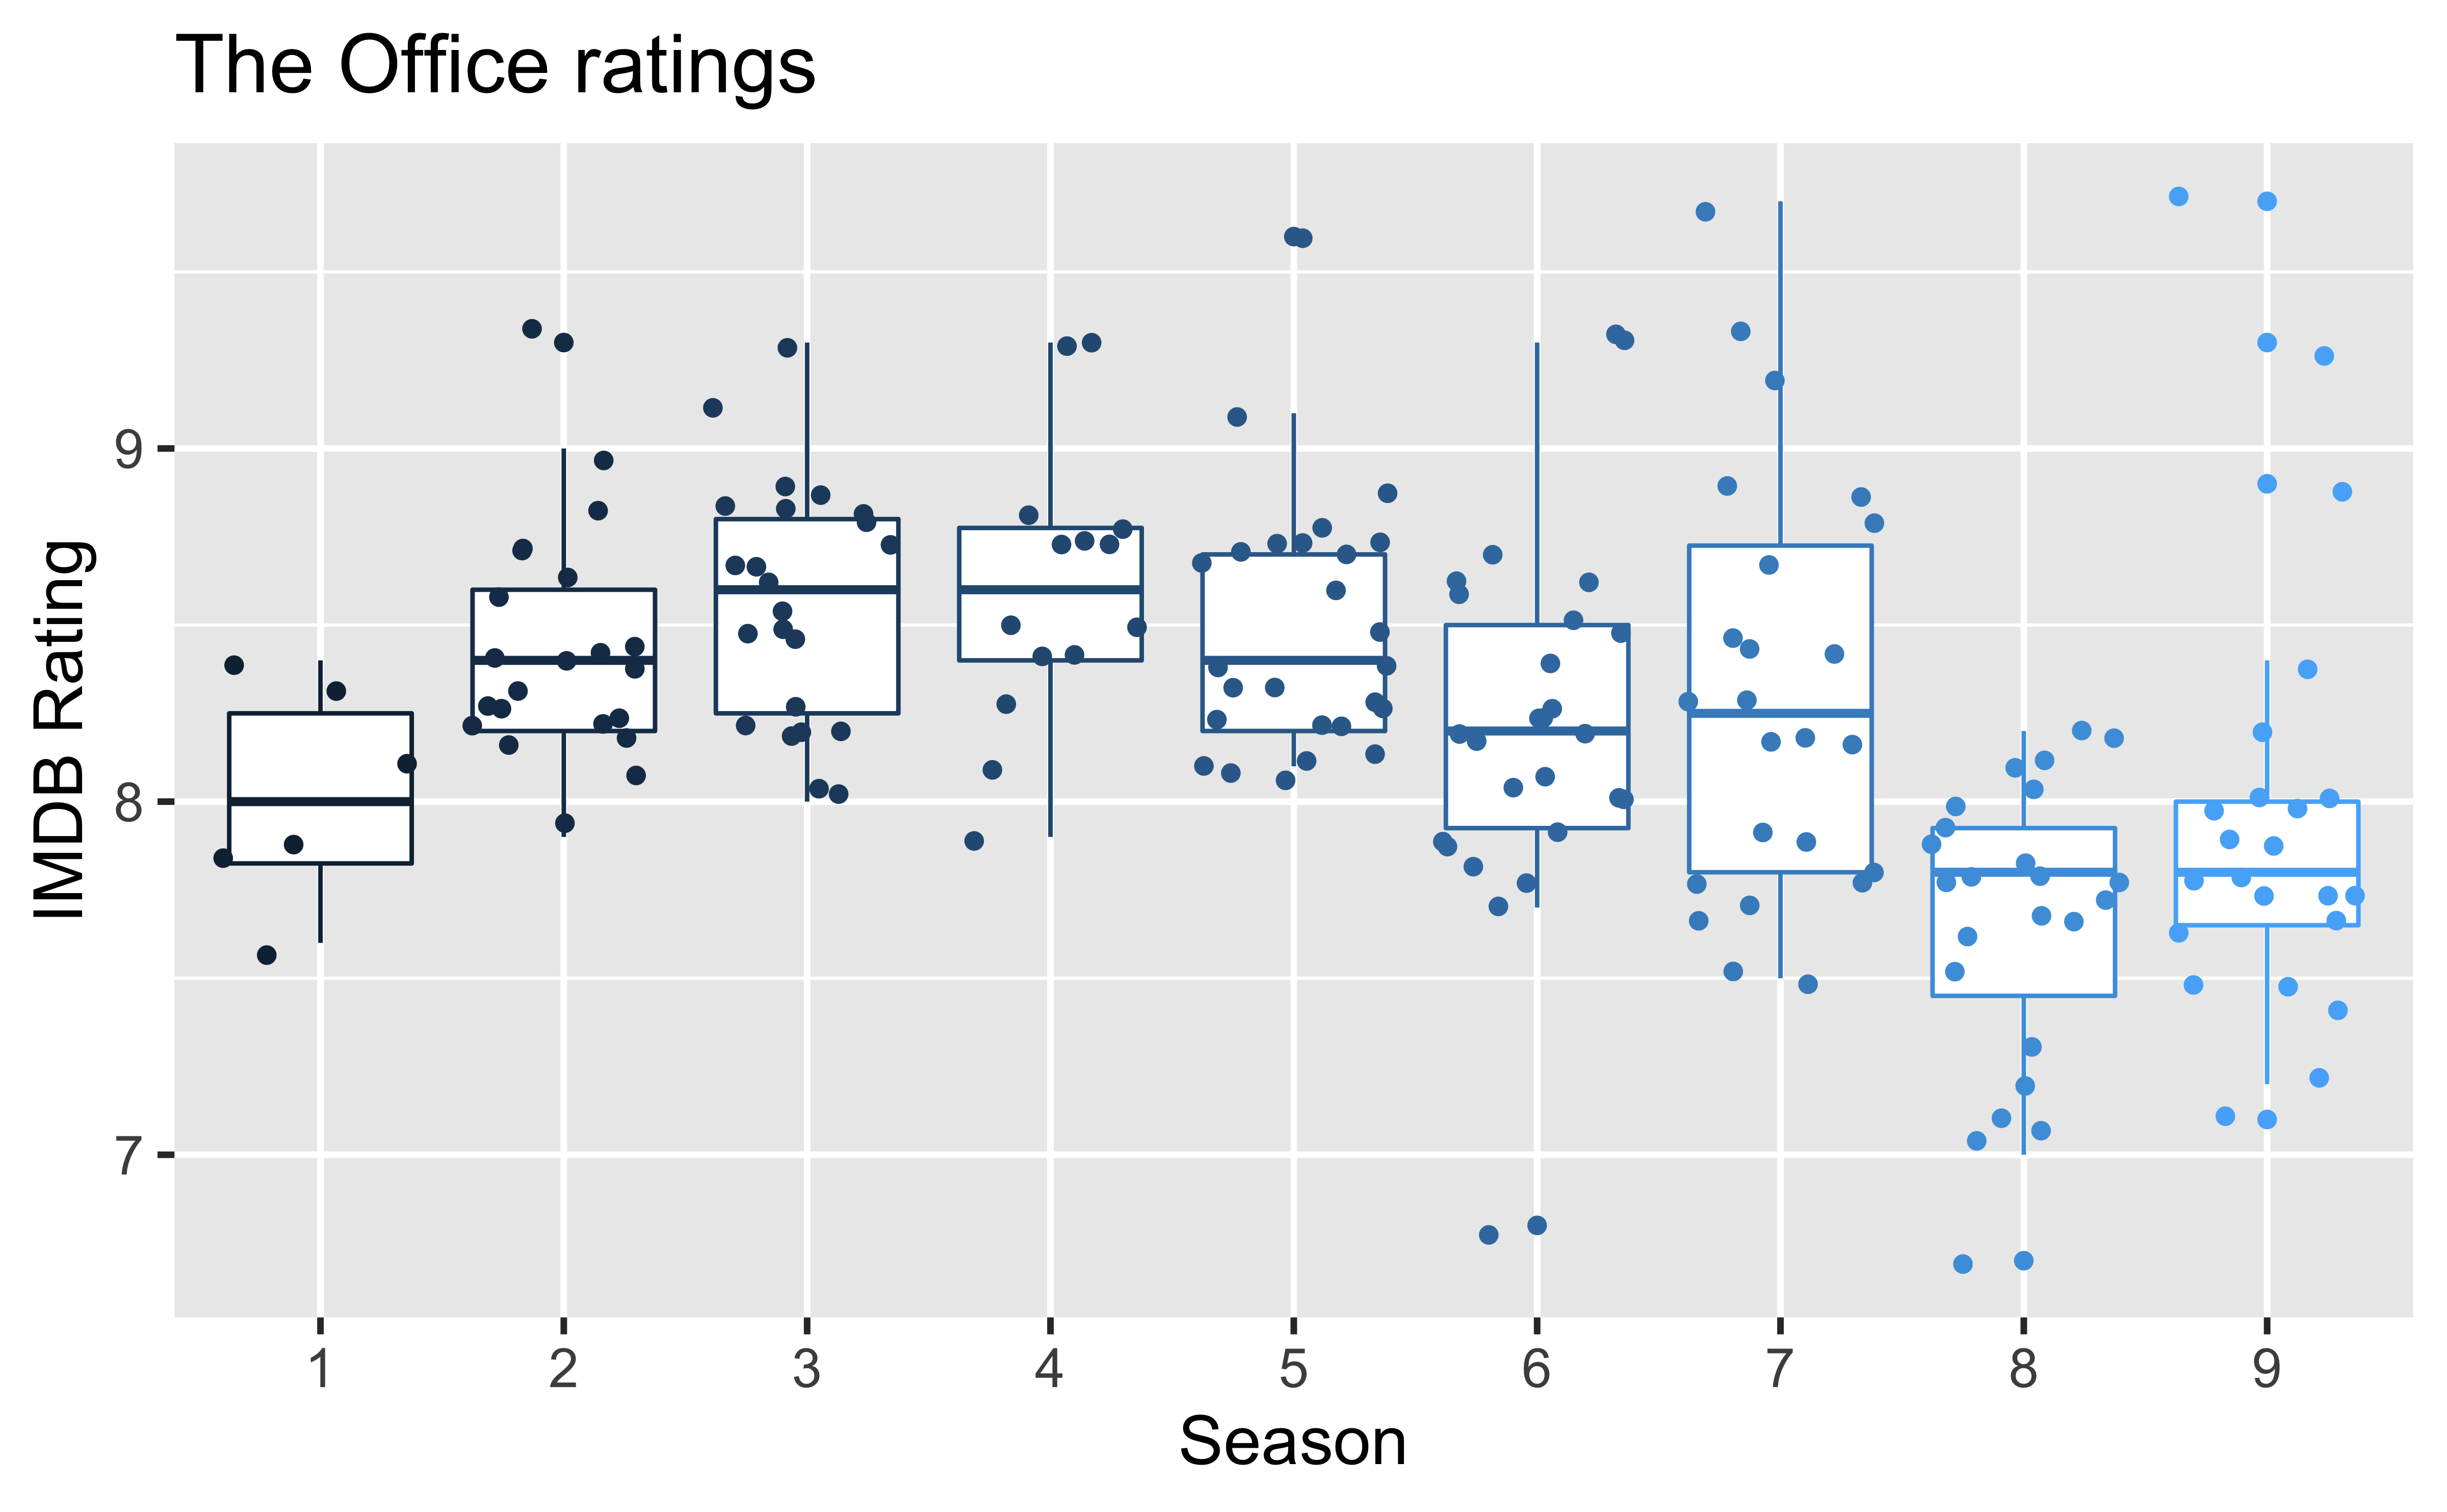 The Office ratings
IMDB Rating
9
8
7
1 2 3 4 5 6 7 8 9
Season